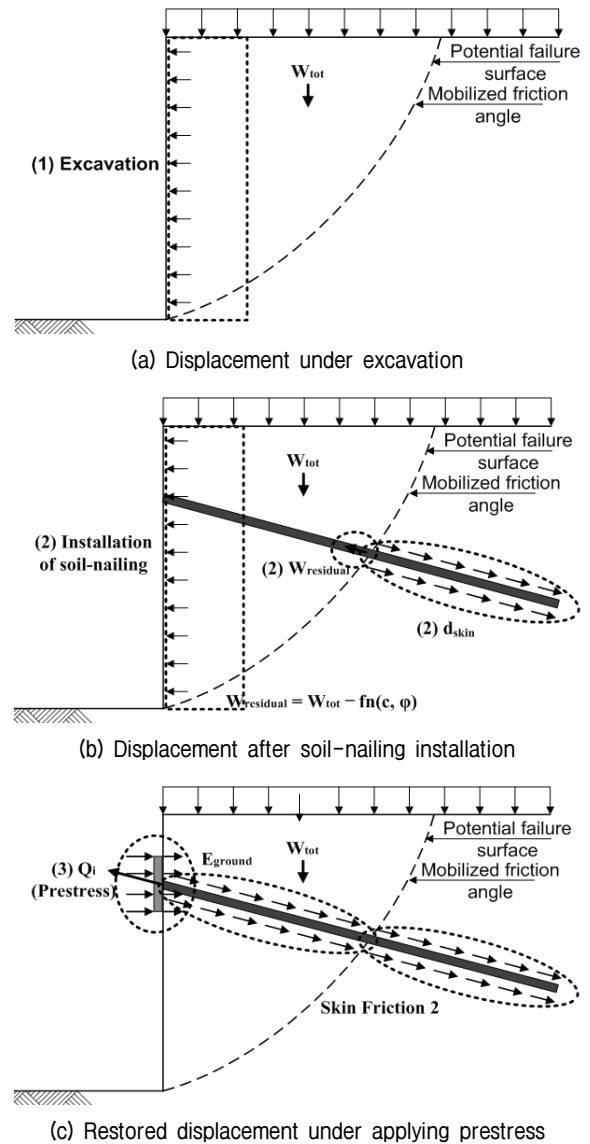 W_tot
Potential failure
surface
Mobilized friction
angle
(1) Excavation
(a) Displacement under excavation
W_tot
Potential failure
surface
Mobilized friction
angle
(2) Installation
of soil-nailing
(2) W_residual
(2) d_skin
W_residual = W_tot − fn(c, φ)
(b) Displacement after soil-nailing installation
(3) Q_i
(Prestress)
E_ground
W_tot
Potential failure
surface
Mobilized friction
angle
Skin Friction 2
(c) Restored displacement under applying prestress